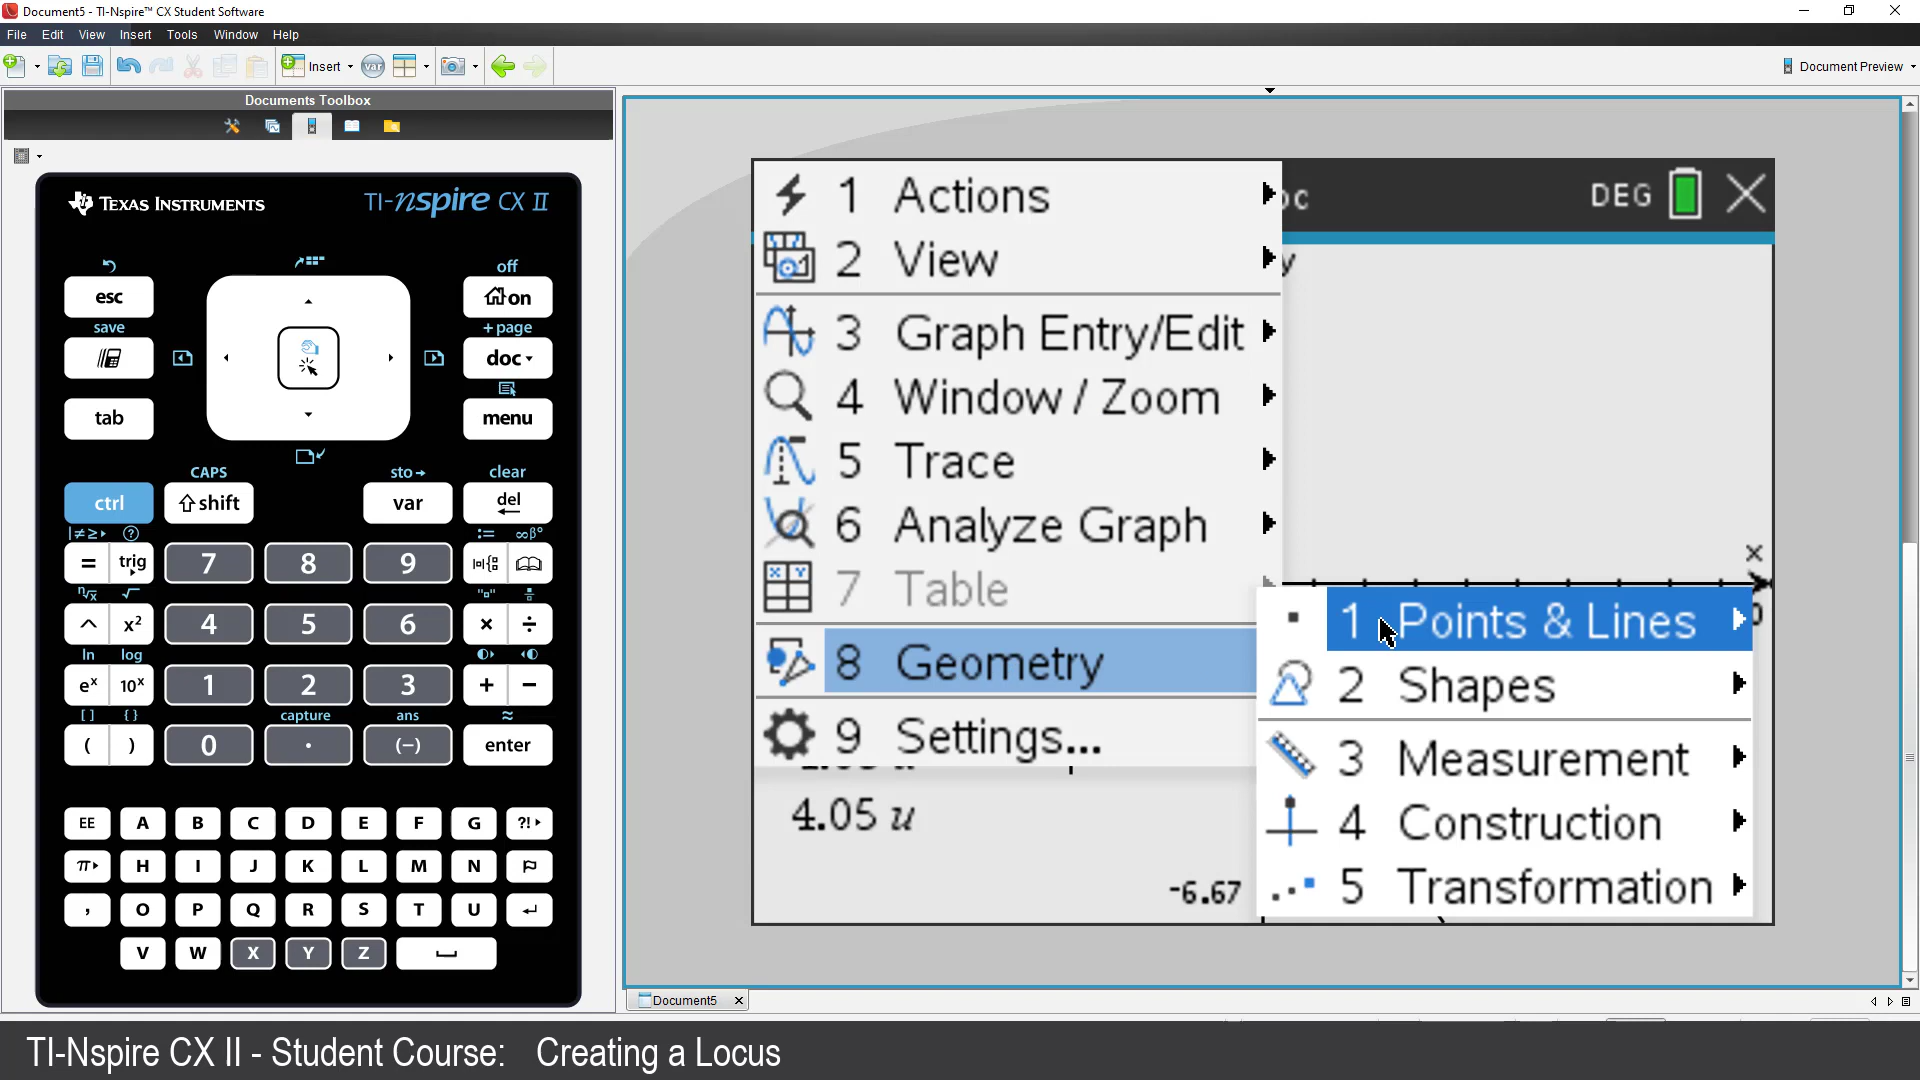 Document5 - TI-Nspire™ CX Student Software
File Edit View Insert Tools Window Help
Insert var Document Preview
Documents Toolbox
TEXAS INSTRUMENTS TI-nspire CX II
off
esc on
save + page
doc
tab menu
CAPS sto→ clear
ctrl shift var del
|≠≥▸ ? := ∞β°
= trig 7 8 9
ⁿ√x √
^ x² 4 5 6 × ÷
ln log
eˣ 10ˣ 1 2 3 + −
[ ] { } capture ans ≈
( ) 0 . (−) enter
EE A B C D E F G ?!▸
π▸ H I J K L M N
, O P Q R S T U
V W X Y Z
1 Actions
2 View
3 Graph Entry/Edit
4 Window / Zoom
5 Trace
6 Analyze Graph
7 Table
8 Geometry
9 Settings...
DEG
y
x
1 Points & Lines
2 Shapes
3 Measurement
4 Construction
5 Transformation
4.05 u
-6.67
Document5
TI-Nspire CX II - Student Course: Creating a Locus